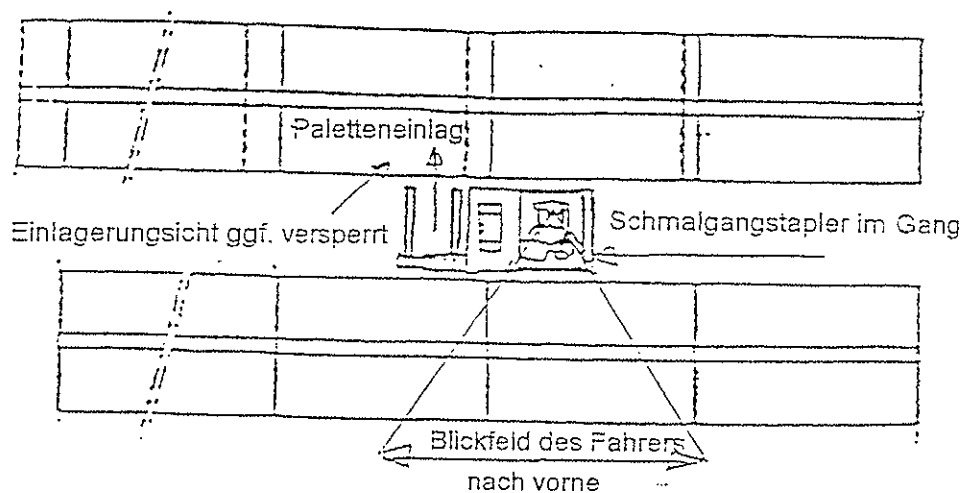 Paletteneinlag
Einlagerungsicht ggf. versperrt
Schmalgangstapler im Gang
Blickfeld des Fahrers
nach vorne